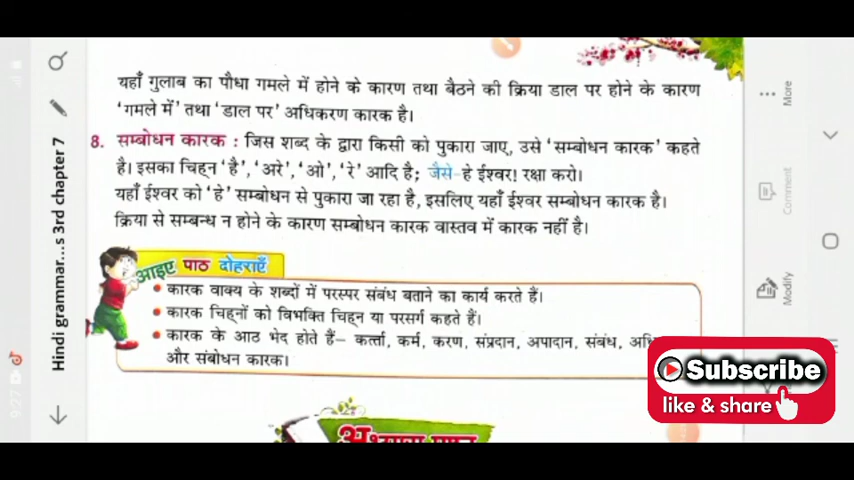 यहाँ गुलाब का पौधा गमले में होने के कारण तथा बैठने की क्रिया डाल पर होने के कारण
'गमले में' तथा 'डाल पर' अधिकरण कारक है।
8. सम्बोधन कारक : जिस शब्द के द्वारा किसी को पुकारा जाए, उसे 'सम्बोधन कारक' कहते
है। इसका चिह्न 'है', 'अरे', 'ओ', 'रे' आदि है; जैसे-हे ईश्वर! रक्षा करो।
यहाँ ईश्वर को 'हे' सम्बोधन से पुकारा जा रहा है, इसलिए यहाँ ईश्वर सम्बोधन कारक है।
क्रिया से सम्बन्ध न होने के कारण सम्बोधन कारक वास्तव में कारक नहीं है।
आइए पाठ दोहराएँ
• कारक वाक्य के शब्दों में परस्पर संबंध बताने का कार्य करते हैं।
• कारक चिह्नों को विभक्ति चिह्न या परसर्ग कहते हैं।
• कारक के आठ भेद होते हैं- कर्त्ता, कर्म, करण, संप्रदान, अपादान, संबंध,
और संबोधन कारक।
Subscribe
like & share
Hindi grammar...s 3rd chapter 7
9:27
More
Comment
Modify